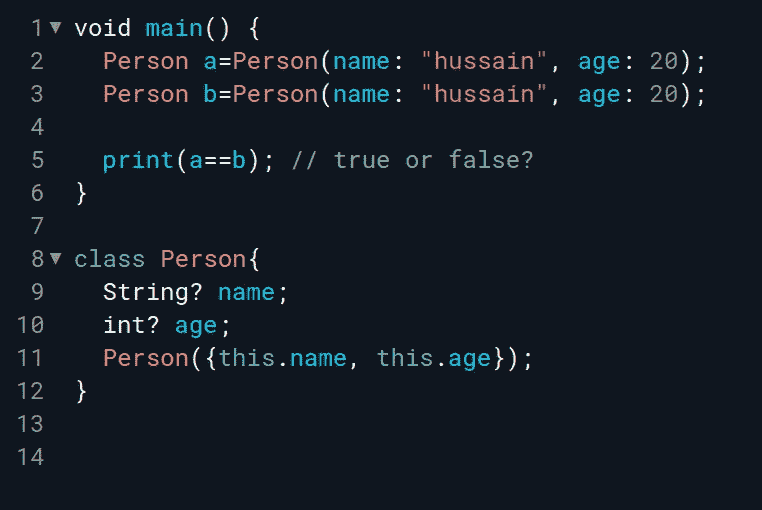 1▼ void main() {
2 Person a=Person(name: "hussain", age: 20);
3 Person b=Person(name: "hussain", age: 20);
4
5 print(a==b); // true or false?
6 }
7
8▼ class Person{
9 String? name;
10 int? age;
11 Person({this.name, this.age});
12 }
13
14